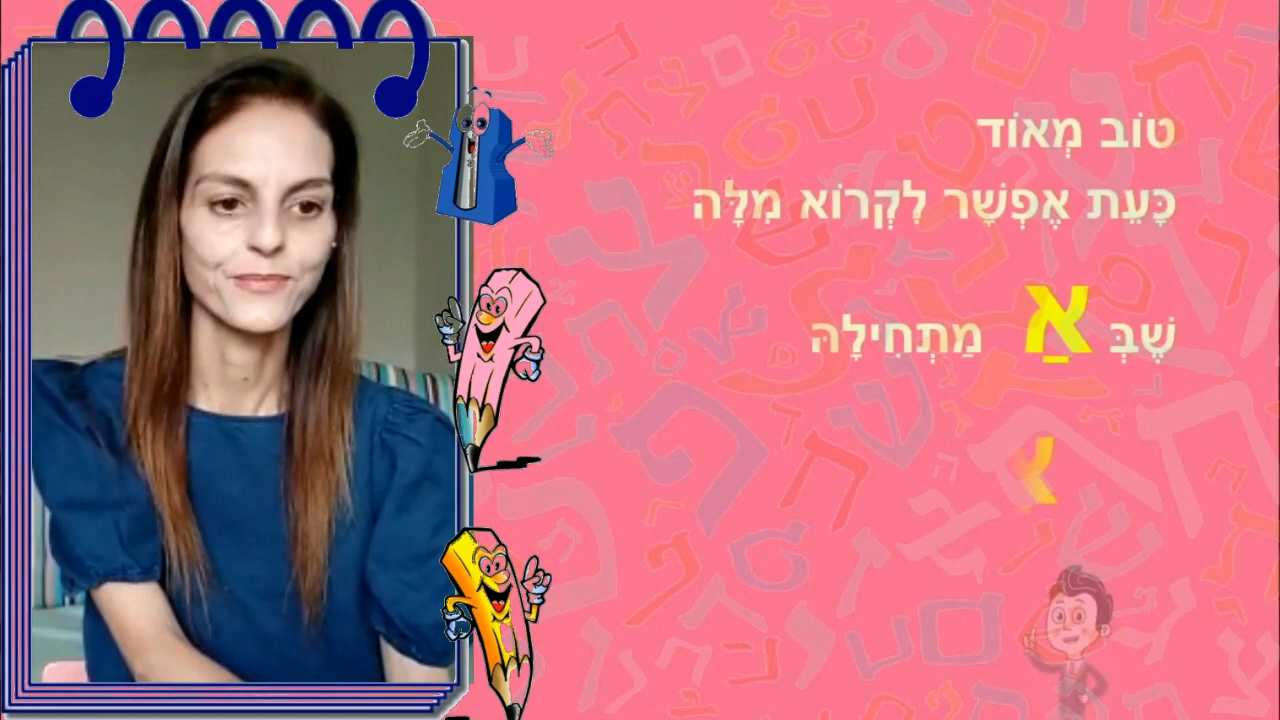 טוֹב מְאוֹד
כָּעֵת אֶפְשָׁר לִקְרוֹא מִלָּה
שֶׁבְּ אַ מַתְחִילָה